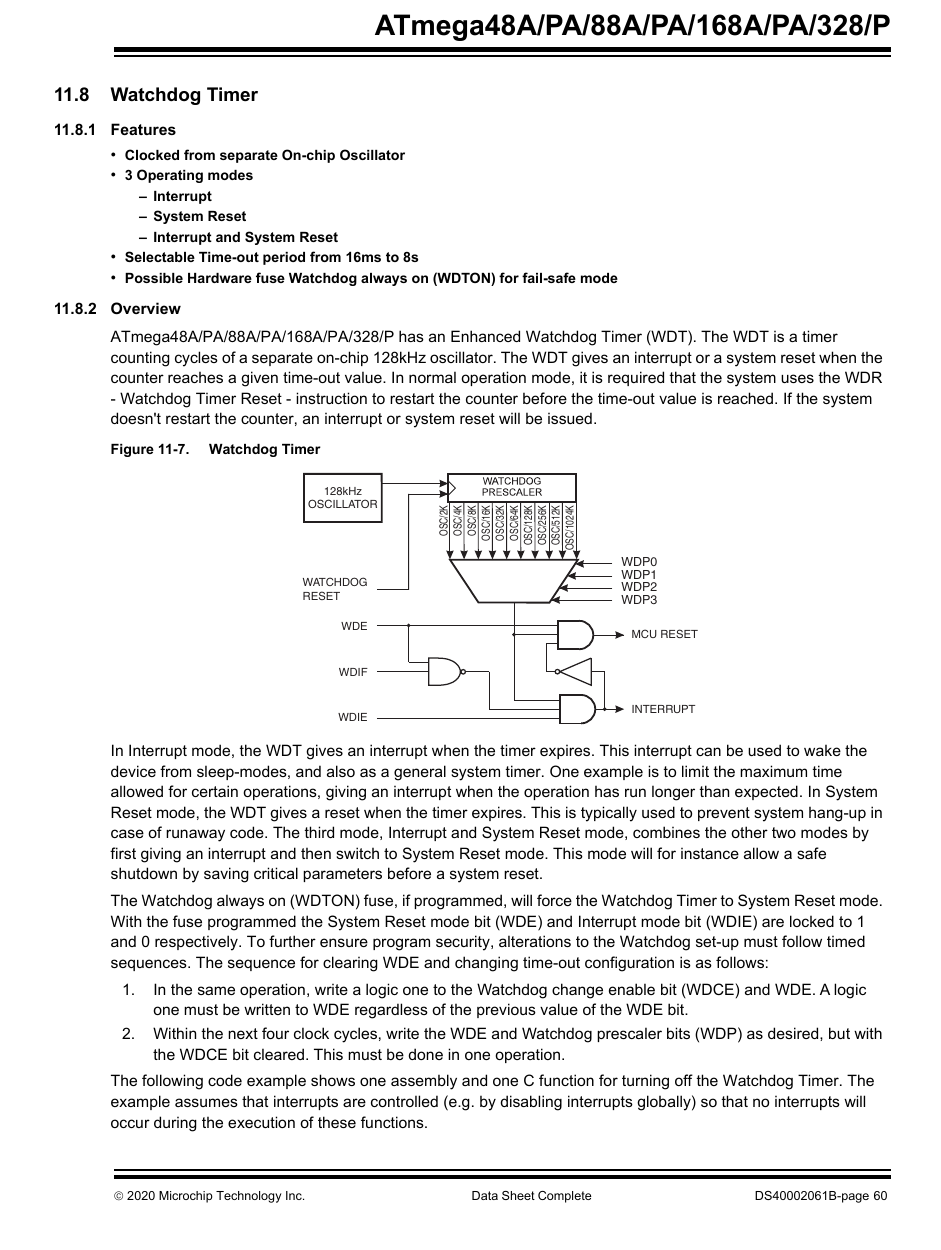 ATmega48A/PA/88A/PA/168A/PA/328/P
11.8 Watchdog Timer
11.8.1 Features
• Clocked from separate On-chip Oscillator
• 3 Operating modes
– Interrupt
– System Reset
– Interrupt and System Reset
• Selectable Time-out period from 16ms to 8s
• Possible Hardware fuse Watchdog always on (WDTON) for fail-safe mode
11.8.2 Overview
ATmega48A/PA/88A/PA/168A/PA/328/P has an Enhanced Watchdog Timer (WDT). The WDT is a timer
counting cycles of a separate on-chip 128kHz oscillator. The WDT gives an interrupt or a system reset when the
counter reaches a given time-out value. In normal operation mode, it is required that the system uses the WDR
- Watchdog Timer Reset - instruction to restart the counter before the time-out value is reached. If the system
doesn't restart the counter, an interrupt or system reset will be issued.
Figure 11-7. Watchdog Timer
128kHz
OSCILLATOR
WATCHDOG
PRESCALER
OSC/2K
OSC/4K
OSC/8K
OSC/16K
OSC/32K
OSC/64K
OSC/128K
OSC/256K
OSC/512K
OSC/1024K
WDP0
WDP1
WDP2
WDP3
WATCHDOG
RESET
WDE
MCU RESET
WDIF
INTERRUPT
WDIE
In Interrupt mode, the WDT gives an interrupt when the timer expires. This interrupt can be used to wake the
device from sleep-modes, and also as a general system timer. One example is to limit the maximum time
allowed for certain operations, giving an interrupt when the operation has run longer than expected. In System
Reset mode, the WDT gives a reset when the timer expires. This is typically used to prevent system hang-up in
case of runaway code. The third mode, Interrupt and System Reset mode, combines the other two modes by
first giving an interrupt and then switch to System Reset mode. This mode will for instance allow a safe
shutdown by saving critical parameters before a system reset.
The Watchdog always on (WDTON) fuse, if programmed, will force the Watchdog Timer to System Reset mode.
With the fuse programmed the System Reset mode bit (WDE) and Interrupt mode bit (WDIE) are locked to 1
and 0 respectively. To further ensure program security, alterations to the Watchdog set-up must follow timed
sequences. The sequence for clearing WDE and changing time-out configuration is as follows:
1. In the same operation, write a logic one to the Watchdog change enable bit (WDCE) and WDE. A logic
one must be written to WDE regardless of the previous value of the WDE bit.
2. Within the next four clock cycles, write the WDE and Watchdog prescaler bits (WDP) as desired, but with
the WDCE bit cleared. This must be done in one operation.
The following code example shows one assembly and one C function for turning off the Watchdog Timer. The
example assumes that interrupts are controlled (e.g. by disabling interrupts globally) so that no interrupts will
occur during the execution of these functions.
© 2020 Microchip Technology Inc. Data Sheet Complete DS40002061B-page 60